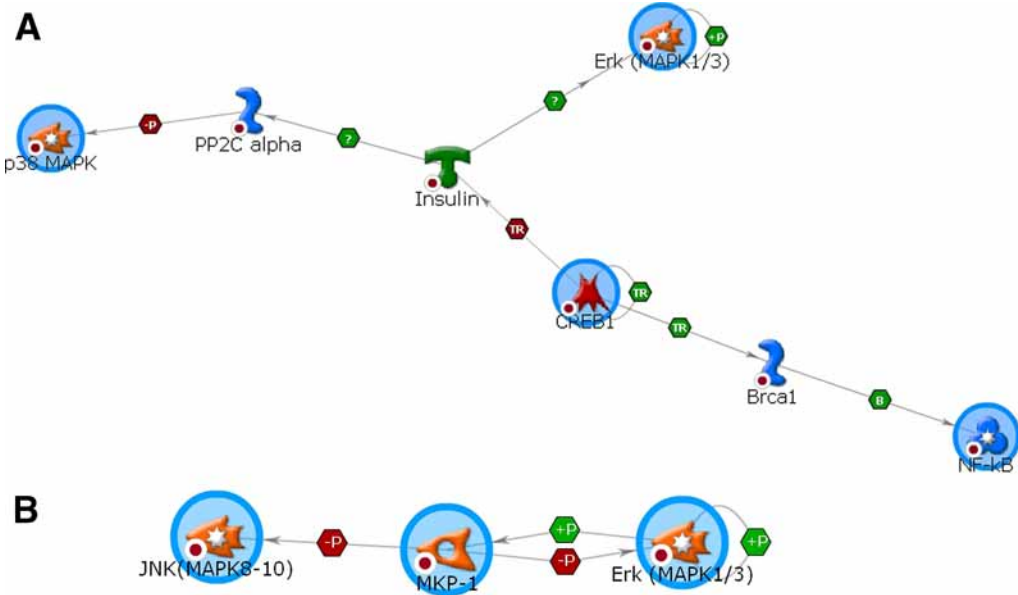 A
Erk (MAPK1/3)
+P
?
-P
PP2C alpha
?
p38 MAPK
Insulin
TR
CREB1
TR
TR
Brca1
B
NF-kB
B
JNK(MAPK8-10)
-P
MKP-1
+P
-P
Erk (MAPK1/3)
+P